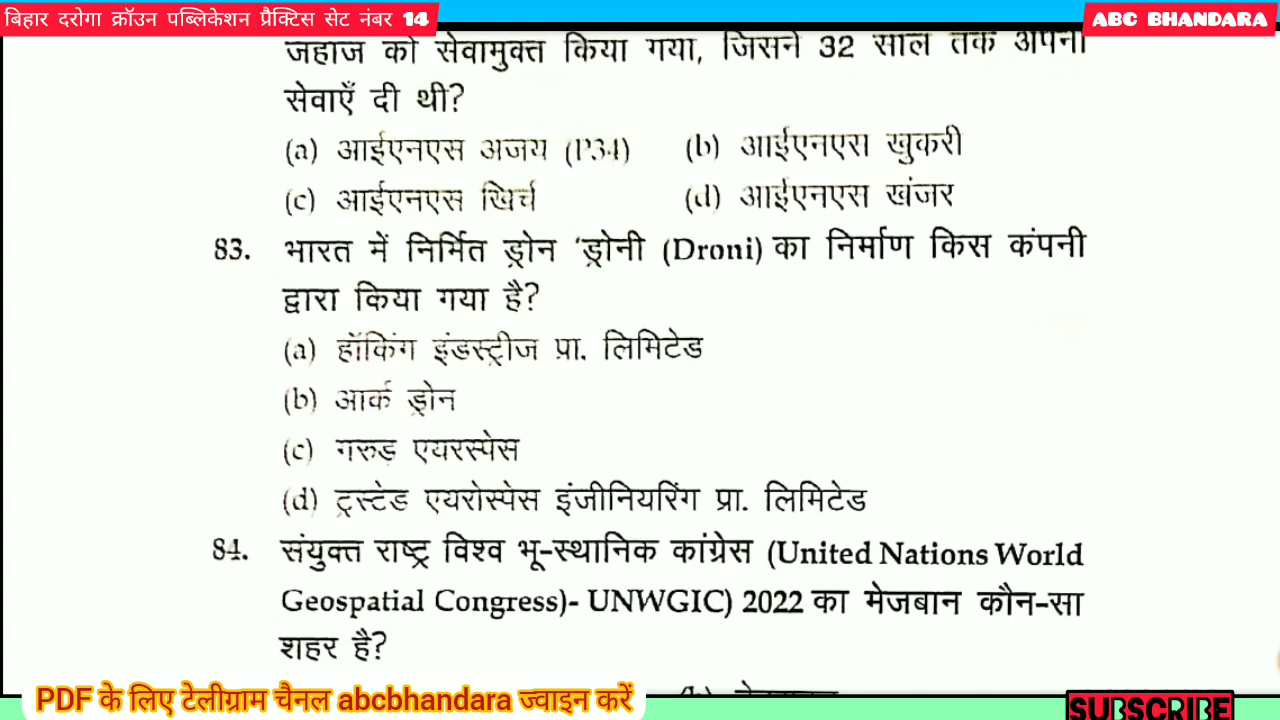 बिहार दरोगा क्रॉउन पब्लिकेशन प्रैक्टिस सेट नंबर 14
ABC BHANDARA
जहाज को सेवामुक्त किया गया, जिसने 32 साल तक अपनी
सेवाएँ दी थी?
(a) आईएनएस अजय (P34) (b) आईएनएस खुकरी
(c) आईएनएस खिर्च (d) आईएनएस खंजर
83. भारत में निर्मित ड्रोन 'ड्रोनी (Droni) का निर्माण किस कंपनी
द्वारा किया गया है?
(a) हॉकिंग इंडस्ट्रीज प्रा. लिमिटेड
(b) आर्क ड्रोन
(c) गरुड़ एयरस्पेस
(d) ट्रस्टेड एयरोस्पेस इंजीनियरिंग प्रा. लिमिटेड
84. संयुक्त राष्ट्र विश्व भू-स्थानिक कांग्रेस (United Nations World
Geospatial Congress)- UNWGIC) 2022 का मेजबान कौन-सा
शहर है?
PDF के लिए टेलीग्राम चैनल abcbhandara ज्वाइन करें
SUBSCRIBE